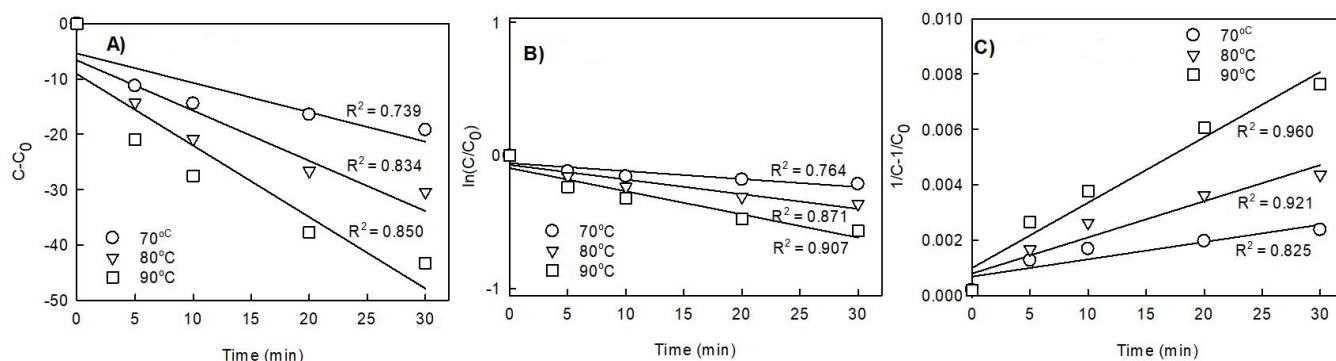 A)
C-C0
0
-10
-20
-30
-40
-50
R² = 0.739
R² = 0.834
R² = 0.850
70°C
80°C
90°C
0 5 10 15 20 25 30
Time (min)
B)
ln(C/C0)
1
0
-1
R² = 0.764
R² = 0.871
R² = 0.907
70°C
80°C
90°C
0 5 10 15 20 25 30
Time (min)
C)
1/C-1/C0
0.010
0.008
0.006
0.004
0.002
0.000
70°C
80°C
90°C
R² = 0.960
R² = 0.921
R² = 0.825
0 5 10 15 20 25 30
Time (min)